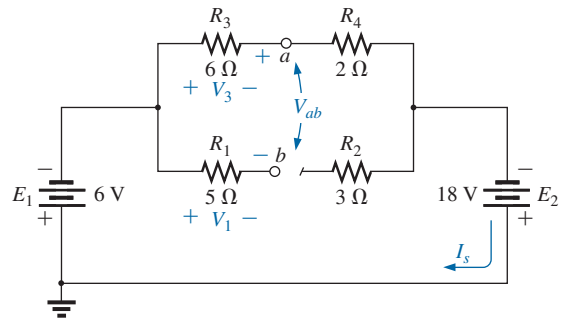 R3 R4
6 Ω + a 2 Ω
+ V3 −
Vab
R1 − b R2
− −
E1 6 V 5 Ω 3 Ω 18 V E2
+ + V1 − +
Is